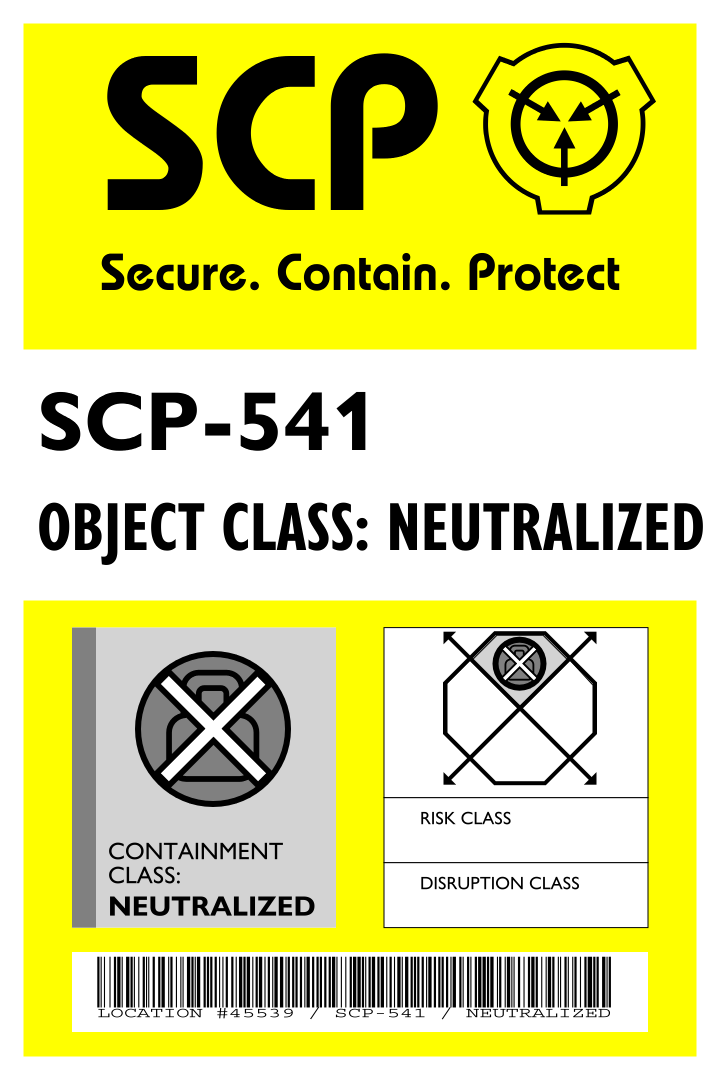 SCP
Secure. Contain. Protect
SCP-541
OBJECT CLASS: NEUTRALIZED
CONTAINMENT
CLASS:
NEUTRALIZED
RISK CLASS
DISRUPTION CLASS
LOCATION #45539 / SCP-541 / NEUTRALIZED